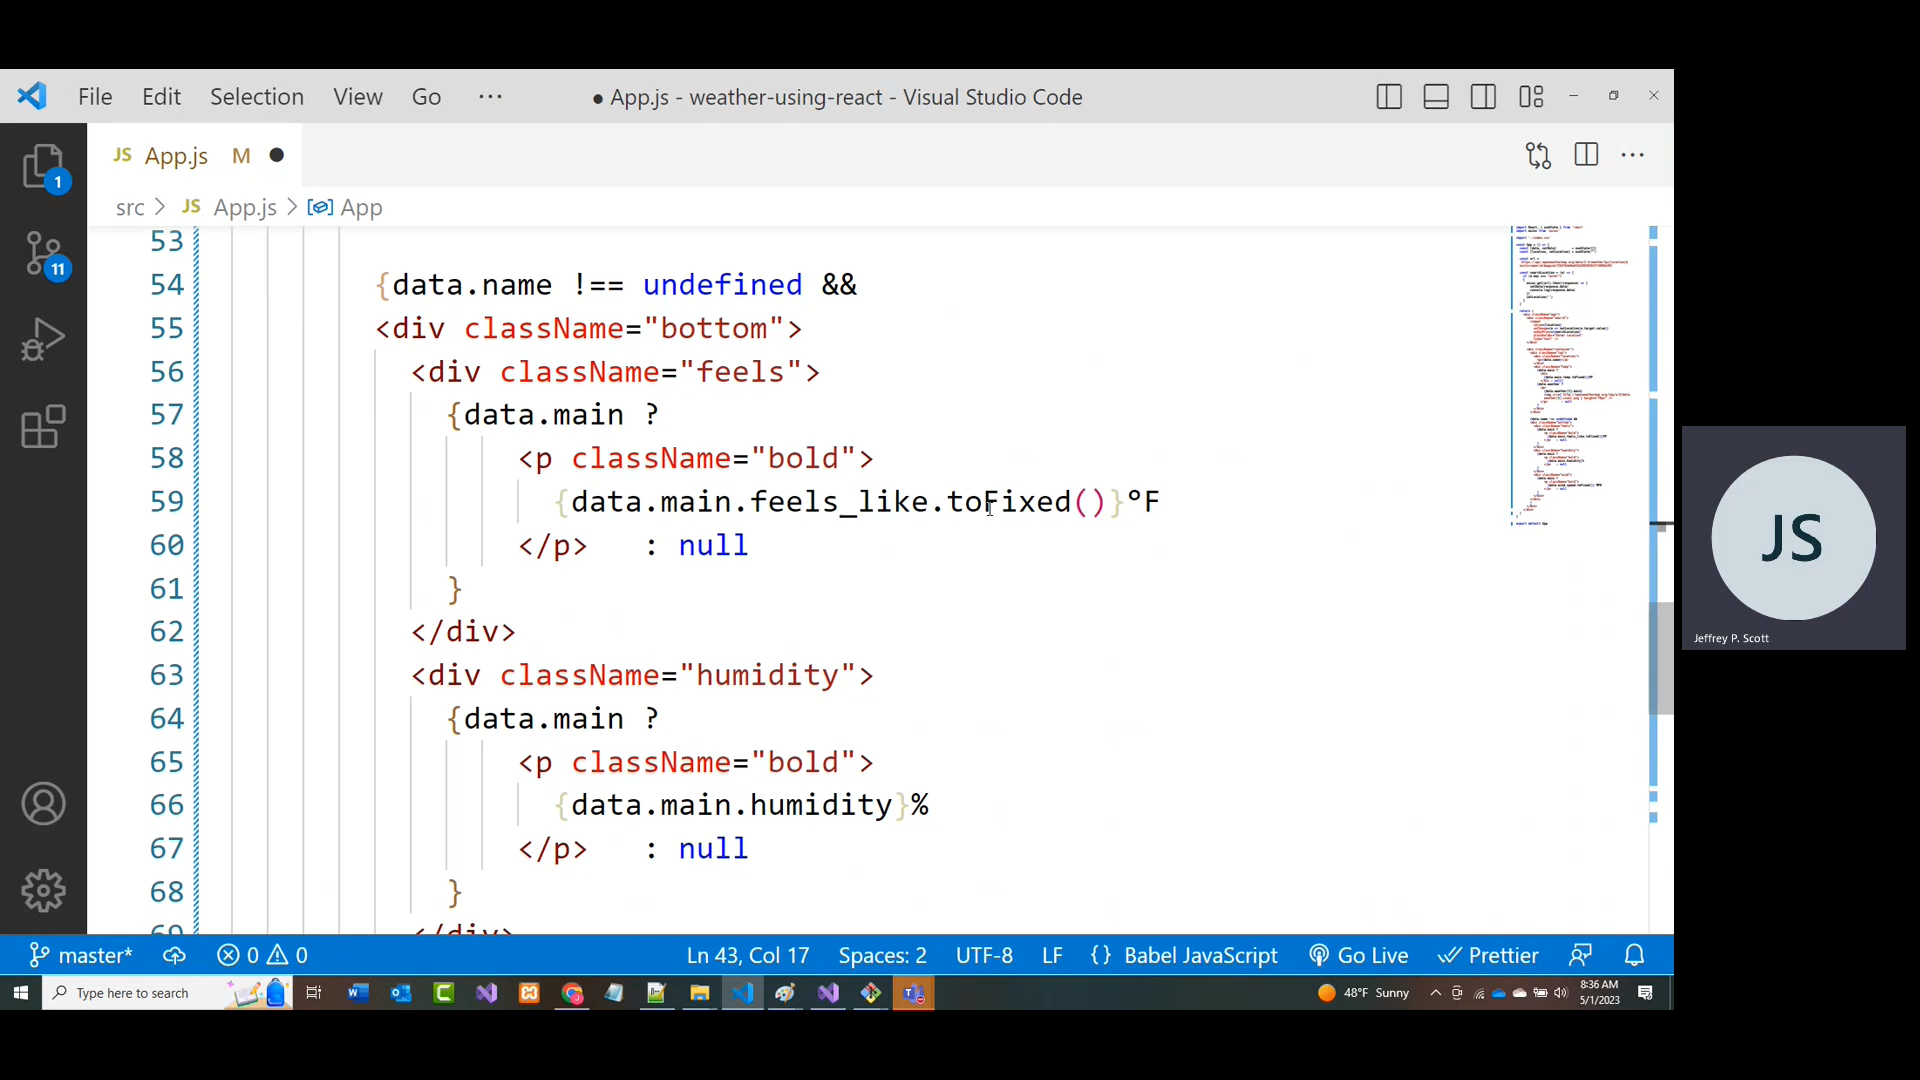 File Edit Selection View Go ··· ● App.js - weather-using-react - Visual Studio Code
JS App.js M ●
src > JS App.js > App
1
11
53
54 {data.name !== undefined &&
55 <div className="bottom">
56 <div className="feels">
57 {data.main ?
58 <p className="bold">
59 {data.main.feels_like.toFixed()}°F
60 </p> : null
61 }
62 </div>
63 <div className="humidity">
64 {data.main ?
65 <p className="bold">
66 {data.main.humidity}%
67 </p> : null
68 }
69 </div>
JS
Jeffrey P. Scott
master* 0 0 Ln 43, Col 17 Spaces: 2 UTF-8 LF {} Babel JavaScript Go Live Prettier
Type here to search 48°F Sunny 8:36 AM
5/1/2023